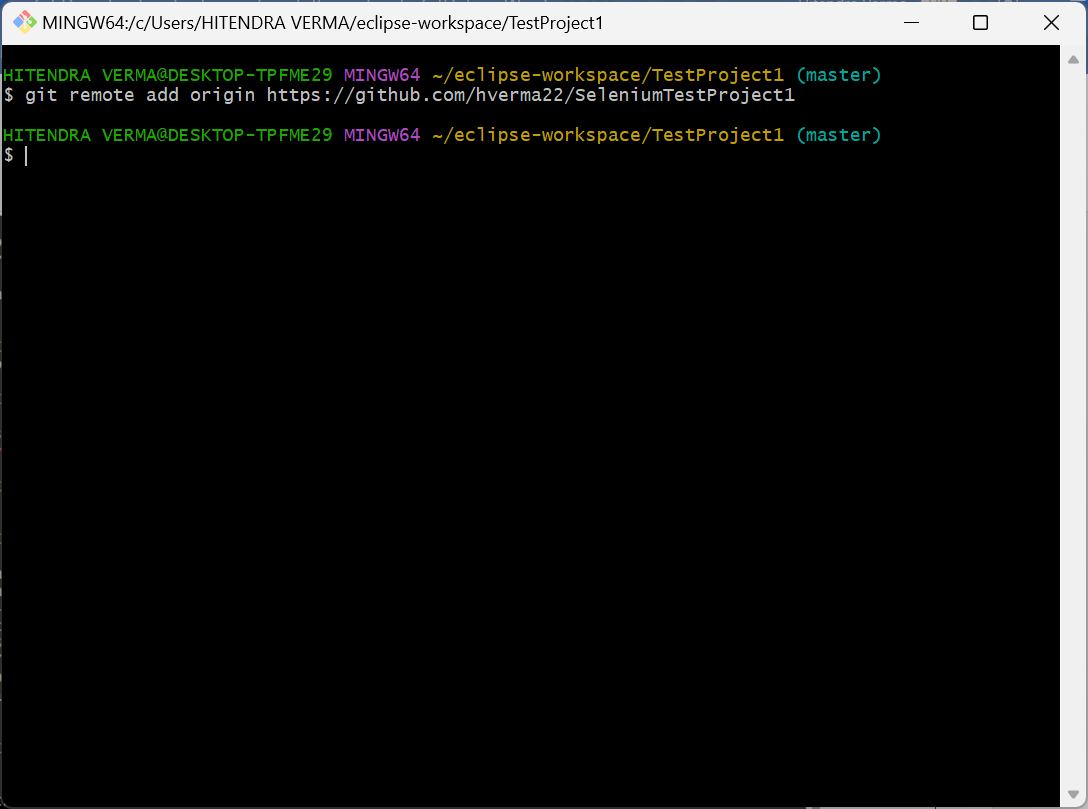 MINGW64:/c/Users/HITENDRA VERMA/eclipse-workspace/TestProject1
HITENDRA VERMA@DESKTOP-TPFME29 MINGW64 ~/eclipse-workspace/TestProject1 (master)
$ git remote add origin https://github.com/hverma22/SeleniumTestProject1
HITENDRA VERMA@DESKTOP-TPFME29 MINGW64 ~/eclipse-workspace/TestProject1 (master)
$